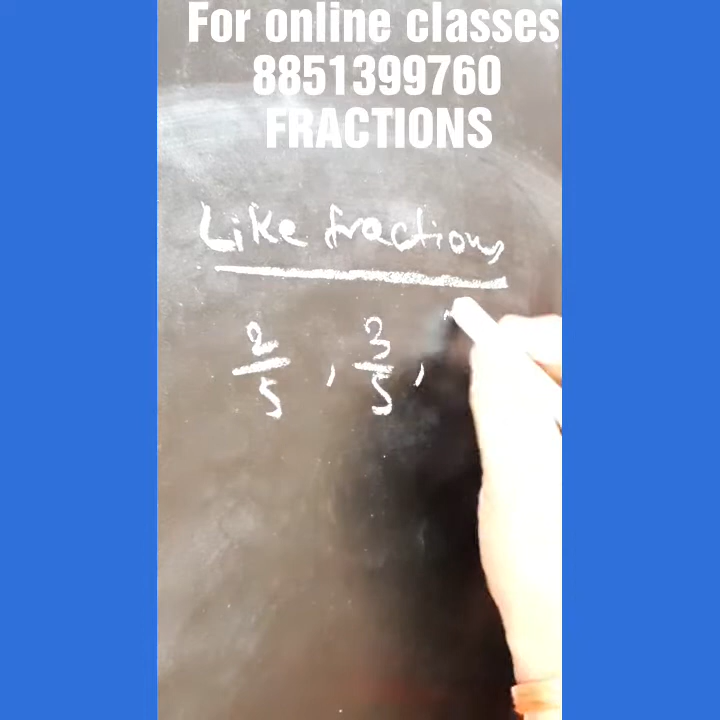 For online classes
8851399760
FRACTIONS
Like fractions
2/5 , 3/5 ,